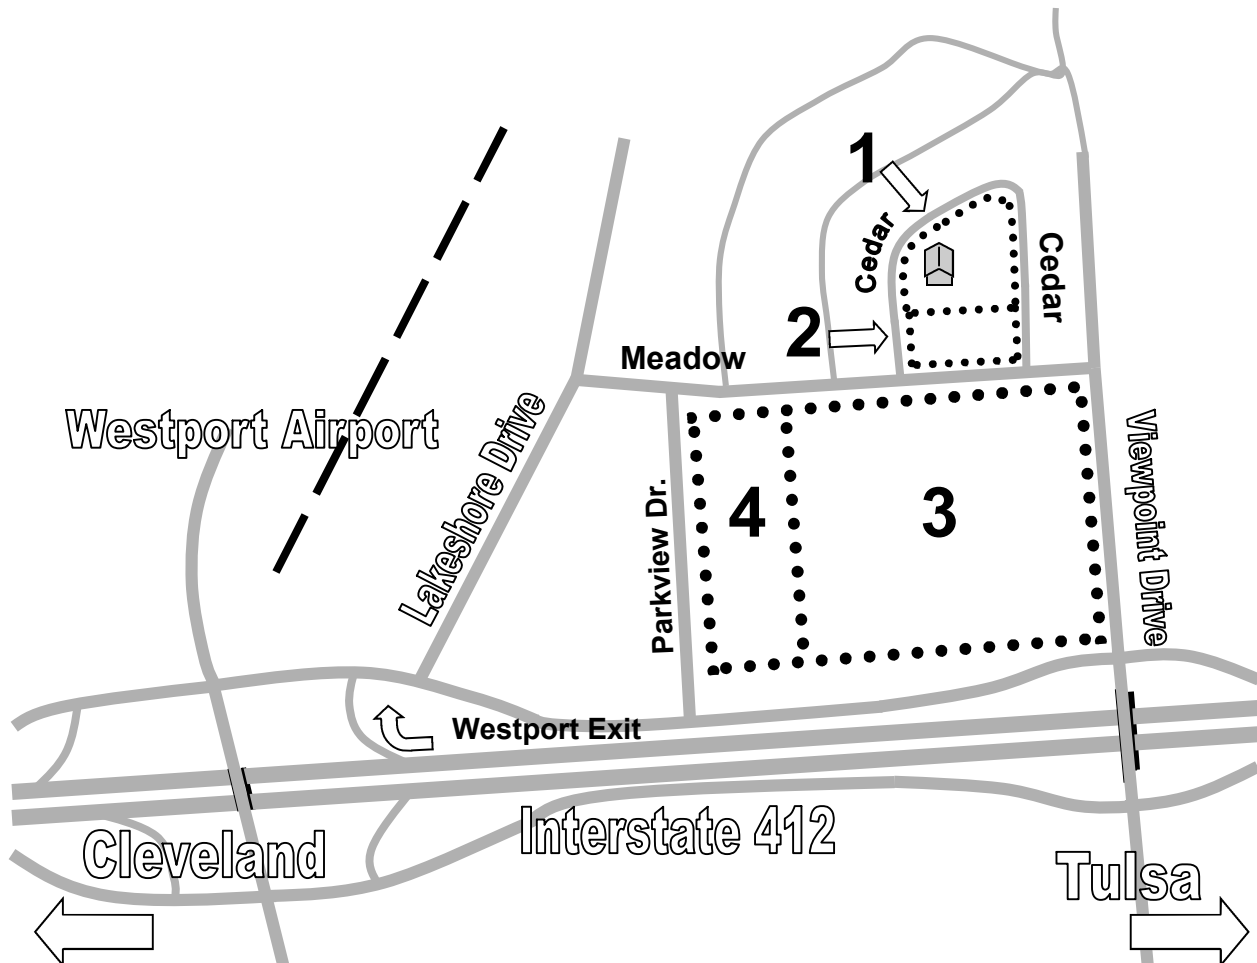 1
Cedar
Cedar
2
Meadow
Westport Airport
Lakeshore Drive
Viewpoint Drive
4
3
Parkview Dr.
Westport Exit
Interstate 412
Cleveland
Tulsa